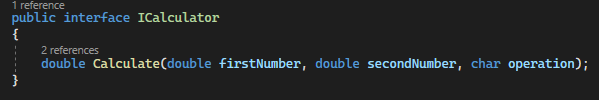 1 reference
public interface ICalculator
{
2 references
double Calculate(double firstNumber, double secondNumber, char operation);
}